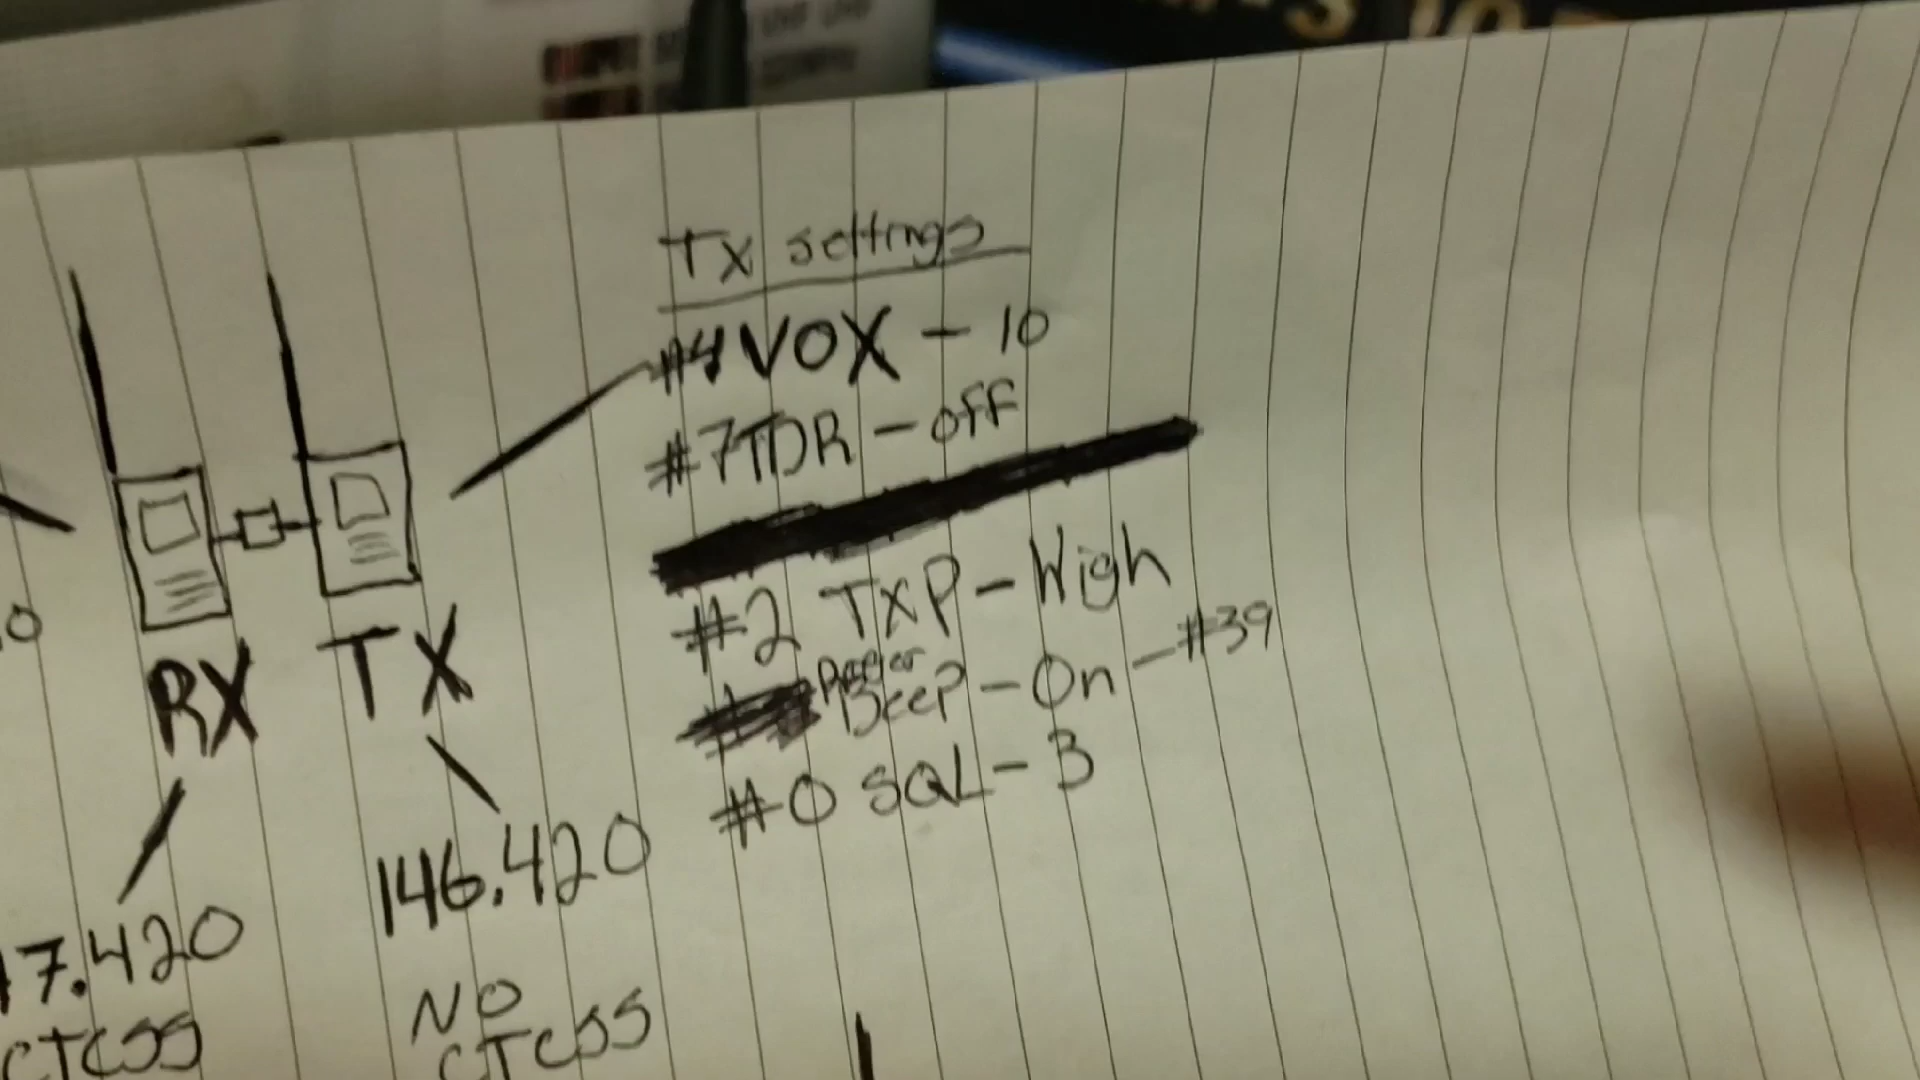 TX settings
#4 VOX - 10
#7 TDR - OFF
#2 TXP - High
Roger Beep - On - #39
#0 SQL - 3
RX
TX
146.420
NO
CTCSS
7.420
CTCSS